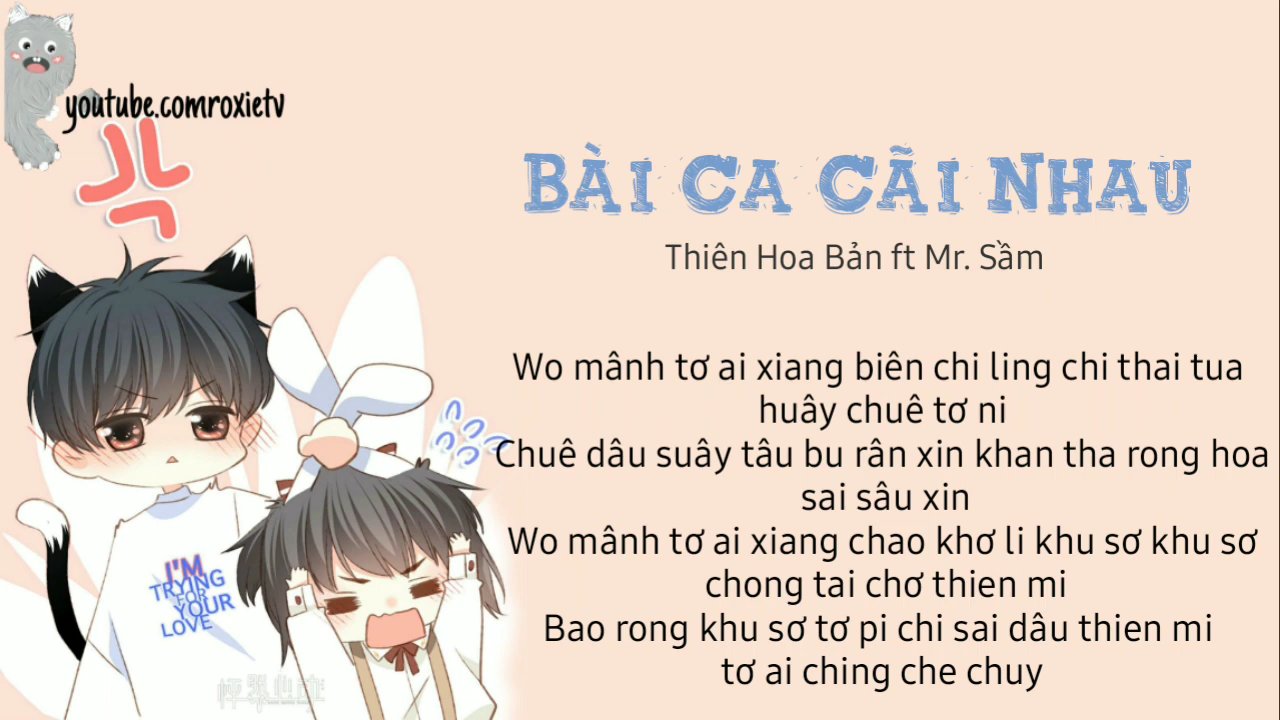 youtube.comroxietv
BÀI CA CÃI NHAU
Thiên Hoa Bản ft Mr. Sầm
Wo mânh tơ ai xiang biên chi ling chi thai tua
huây chuê tơ ni
Chuê dâu suây tâu bu rân xin khan tha rong hoa
sai sâu xin
Wo mânh tơ ai xiang chao khơ li khu sơ khu sơ
chong tai chơ thien mi
Bao rong khu sơ tơ pi chi sai dâu thien mi
tơ ai ching che chuy
I'M
TRYING
FOR
YOUR
LOVE